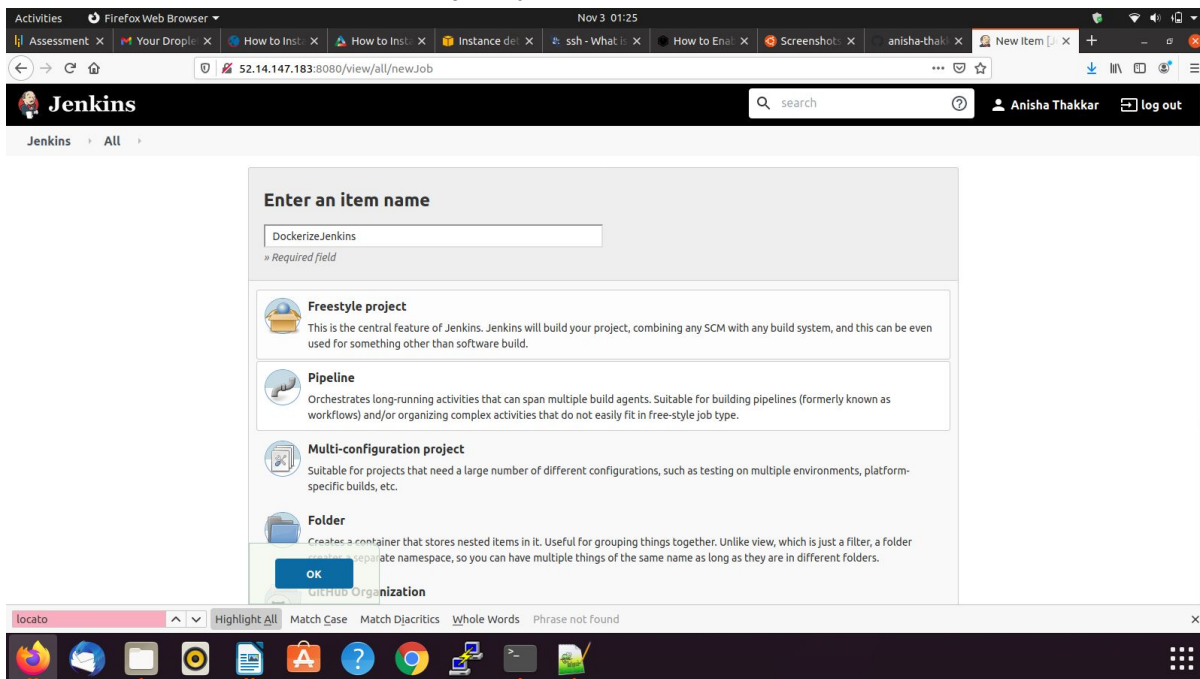 Activities Firefox Web Browser Nov 3 01:25
Assessment Your Drople How to Insta How to Insta Instance det ssh - What is How to Enab Screenshots anisha-thakk New Item [J
52.14.147.183:8080/view/all/newJob
Jenkins search Anisha Thakkar log out
Jenkins All
Enter an item name
DockerizeJenkins
» Required field
Freestyle project
This is the central feature of Jenkins. Jenkins will build your project, combining any SCM with any build system, and this can be even
used for something other than software build.
Pipeline
Orchestrates long-running activities that can span multiple build agents. Suitable for building pipelines (formerly known as
workflows) and/or organizing complex activities that do not easily fit in free-style job type.
Multi-configuration project
Suitable for projects that need a large number of different configurations, such as testing on multiple environments, platform-
specific builds, etc.
Folder
Creates a container that stores nested items in it. Useful for grouping things together. Unlike view, which is just a filter, a folder
creates a separate namespace, so you can have multiple things of the same name as long as they are in different folders.
OK
GitHub Organization
locato Highlight All Match Case Match Diacritics Whole Words Phrase not found